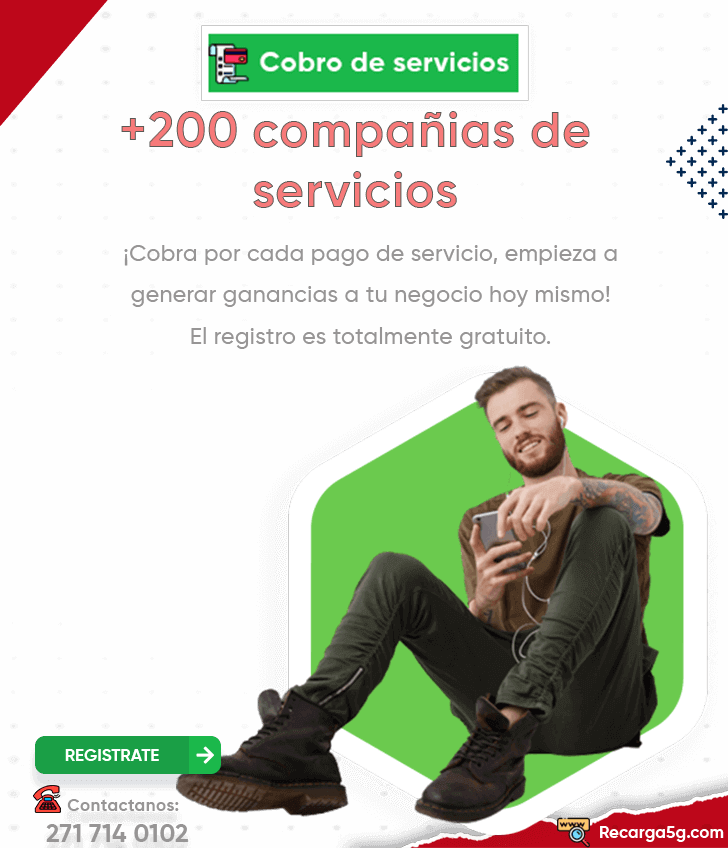 Cobro de servicios
+200 compañias de
servicios
¡Cobra por cada pago de servicio, empieza a
generar ganancias a tu negocio hoy mismo!
El registro es totalmente gratuito.
REGISTRATE
Contactanos:
271 714 0102
www
Recarga5g.com